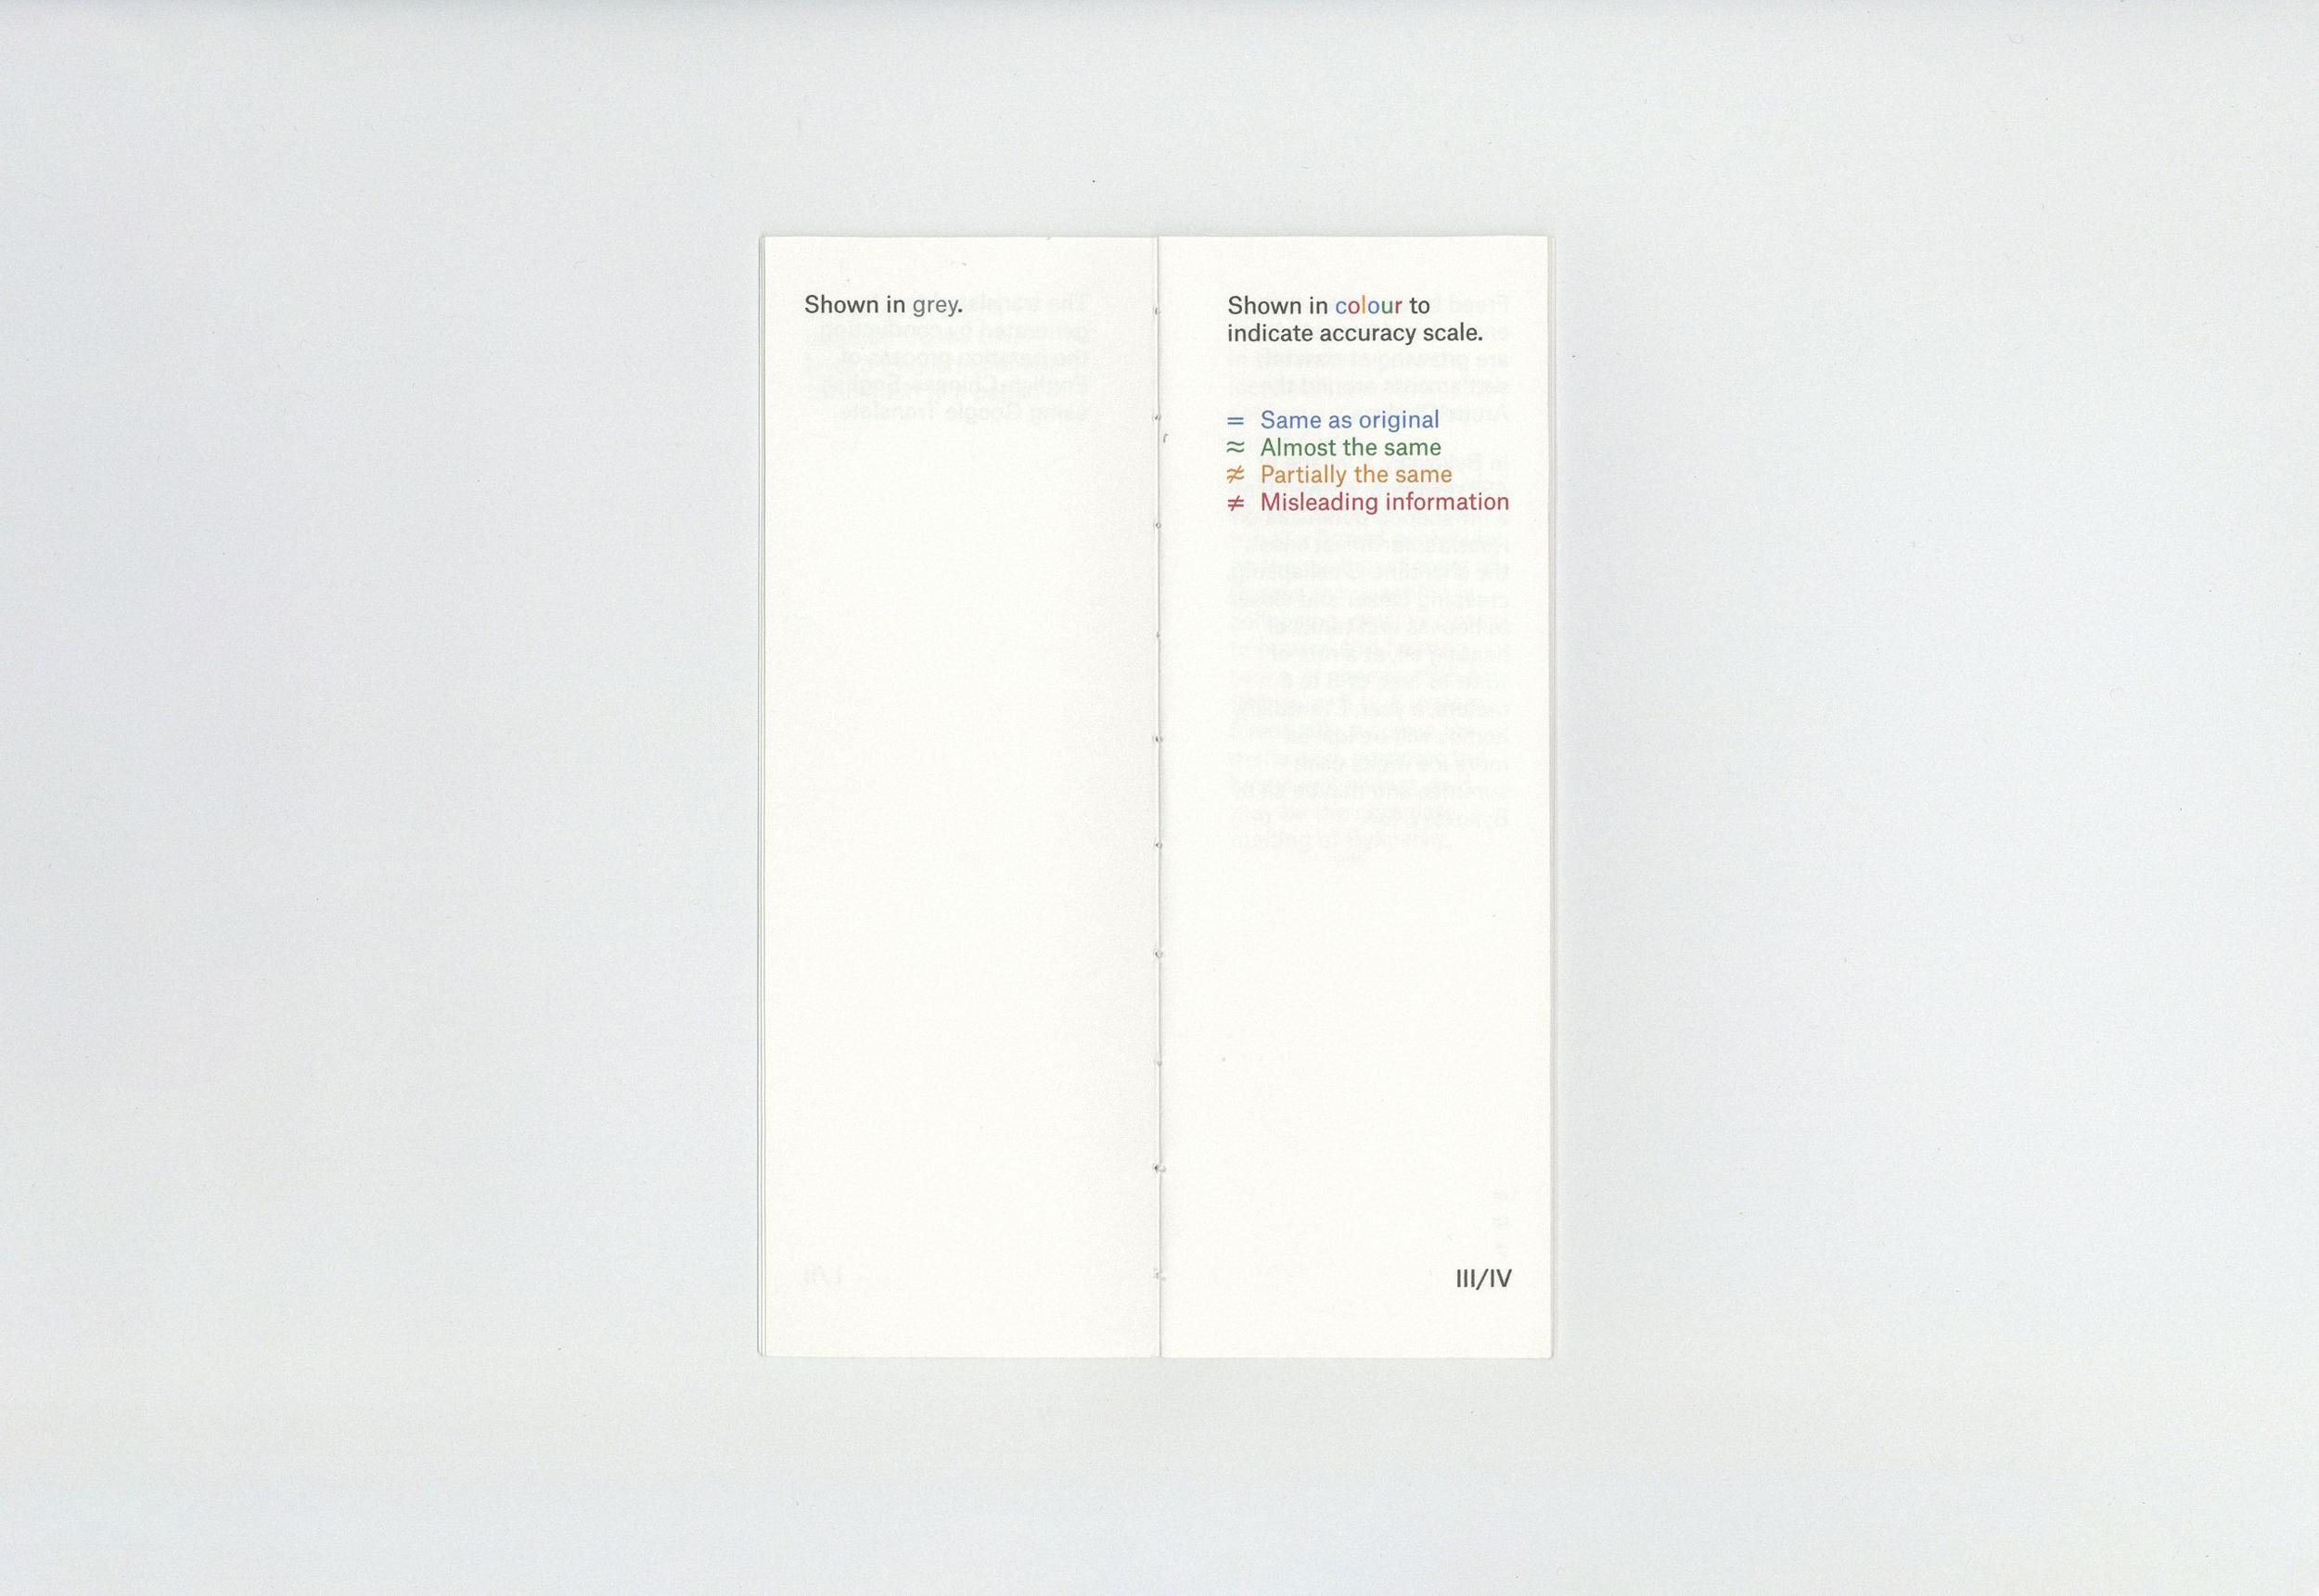 Shown in grey.
Shown in colour to
indicate accuracy scale.
= Same as original
≈ Almost the same
≉ Partially the same
≠ Misleading information
III/IV